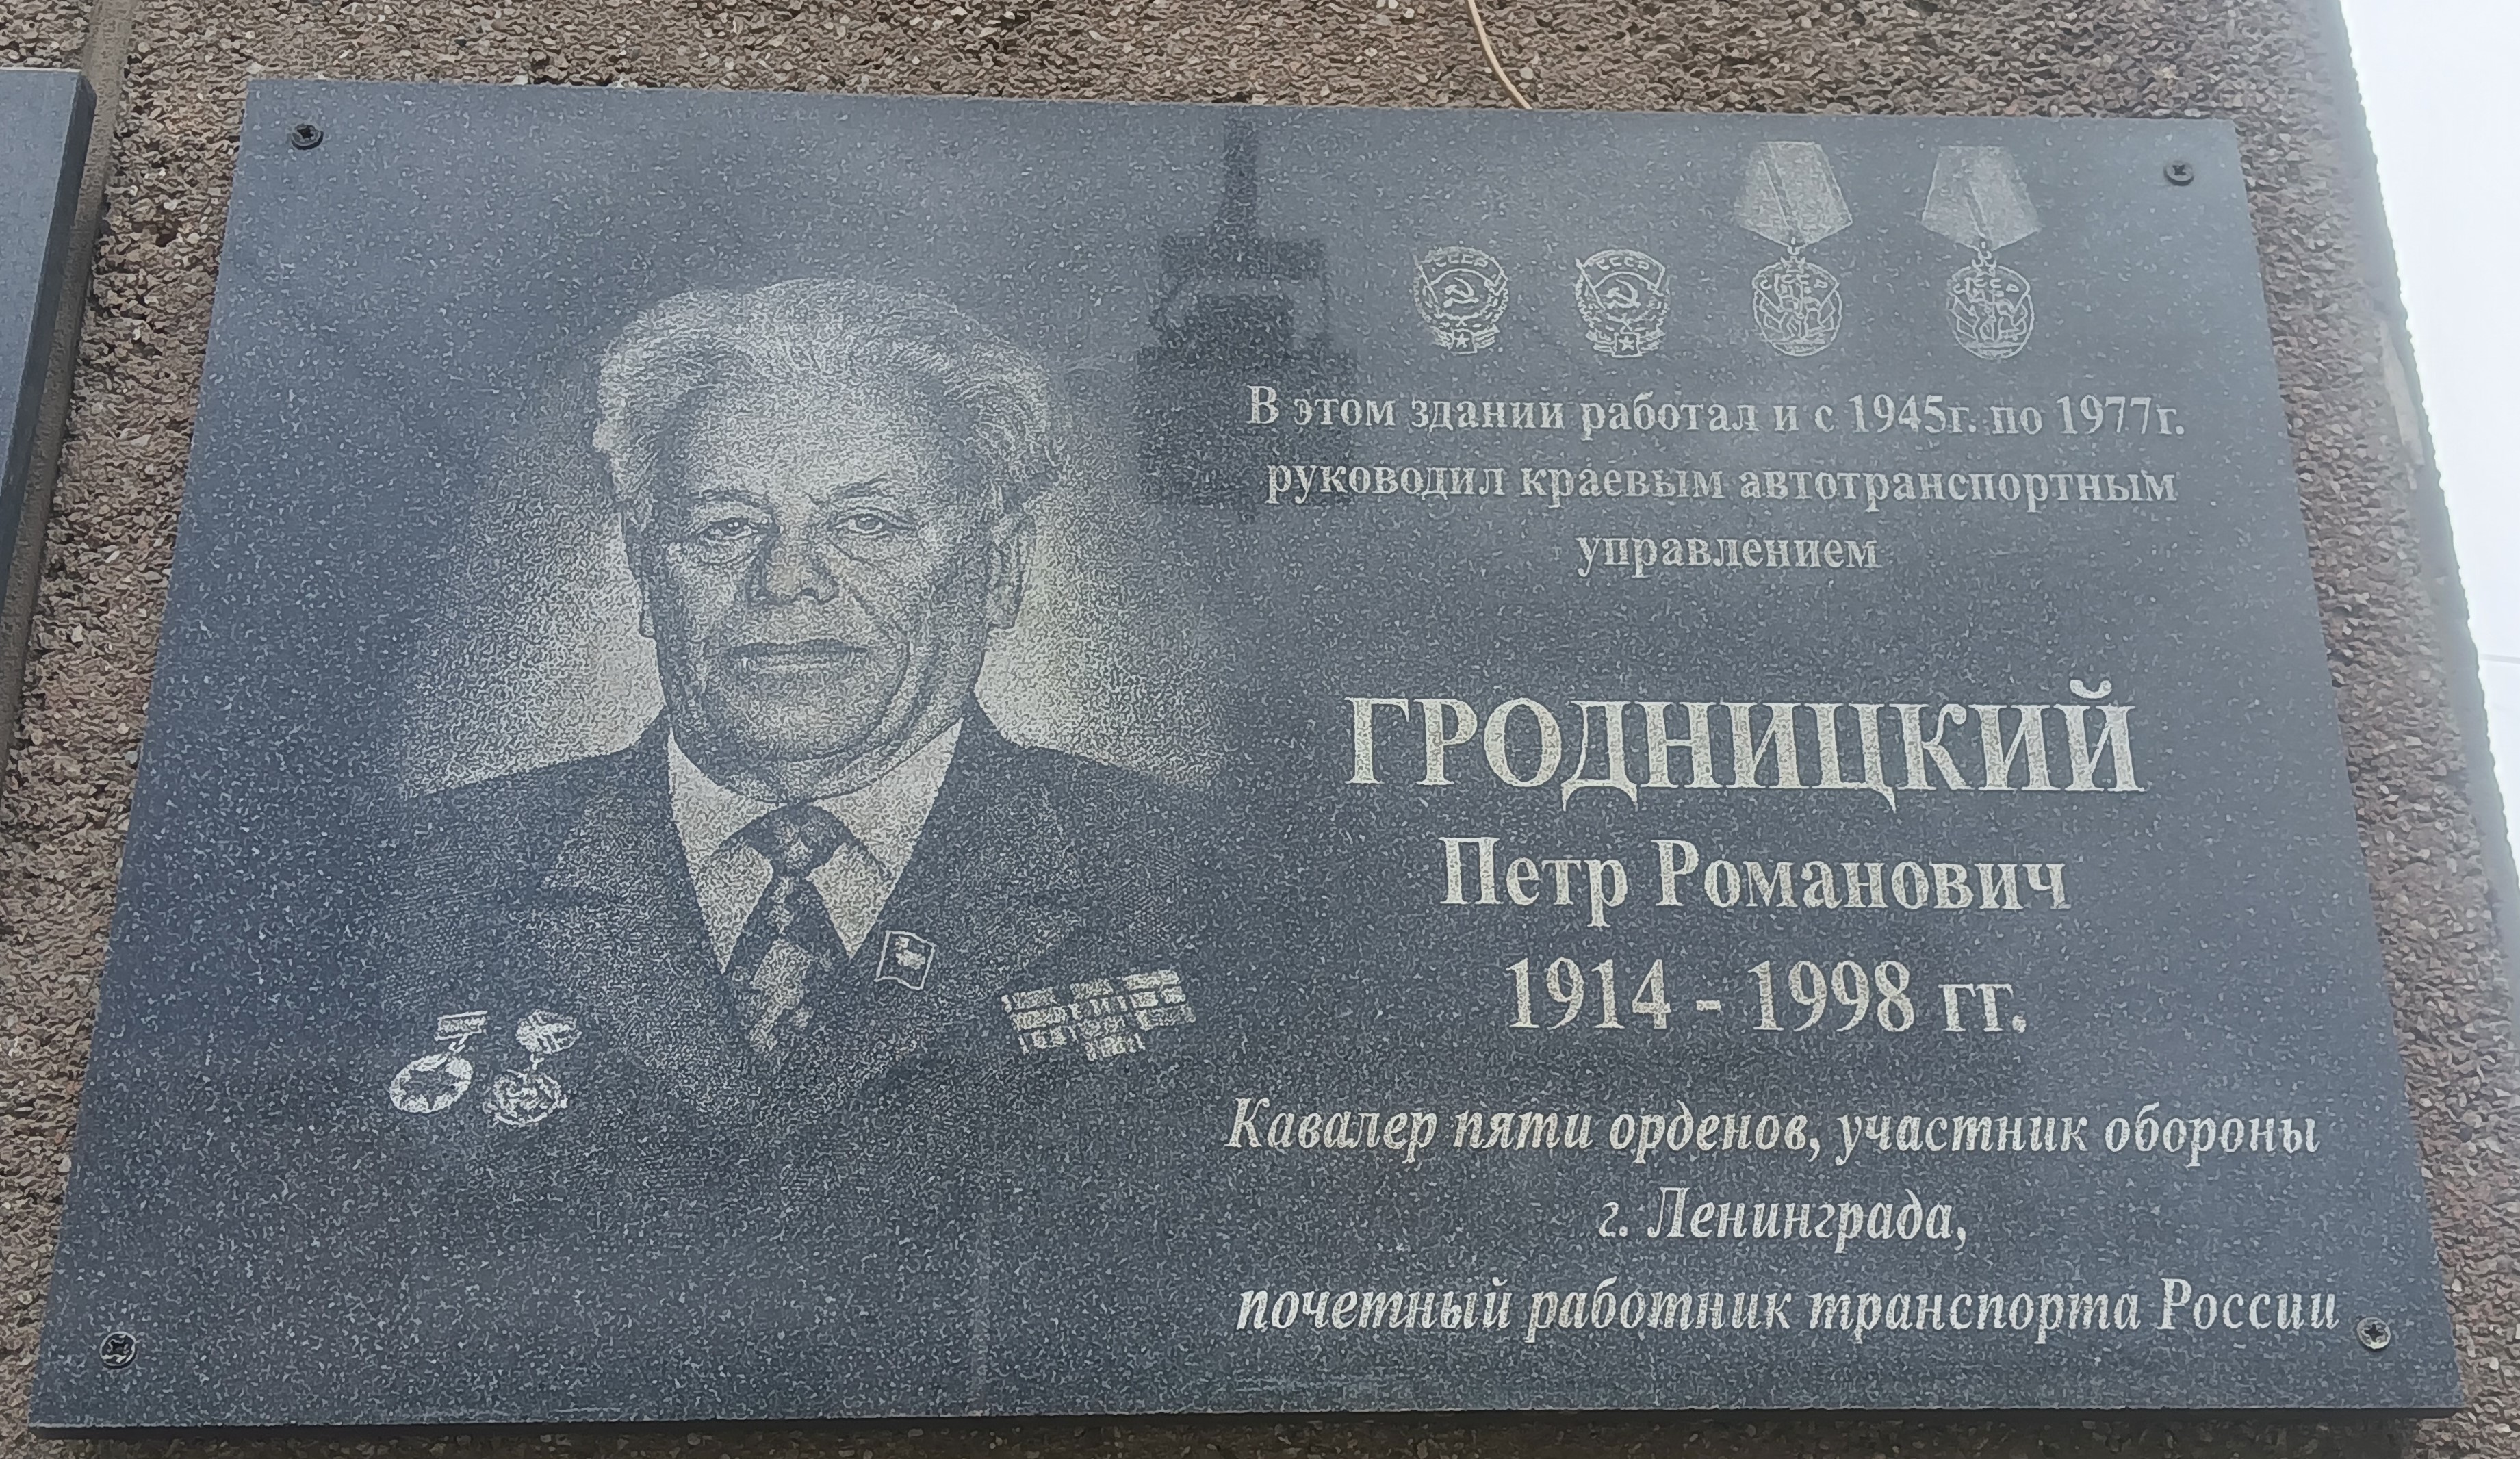 В этом здании работал и с 1945г. по 1977г.
руководил краевым автотранспортным
управлением
ГРОДНИЦКИЙ
Петр Романович
1914 - 1998 гг.
Кавалер пяти орденов, участник обороны
г. Ленинграда,
почетный работник транспорта России